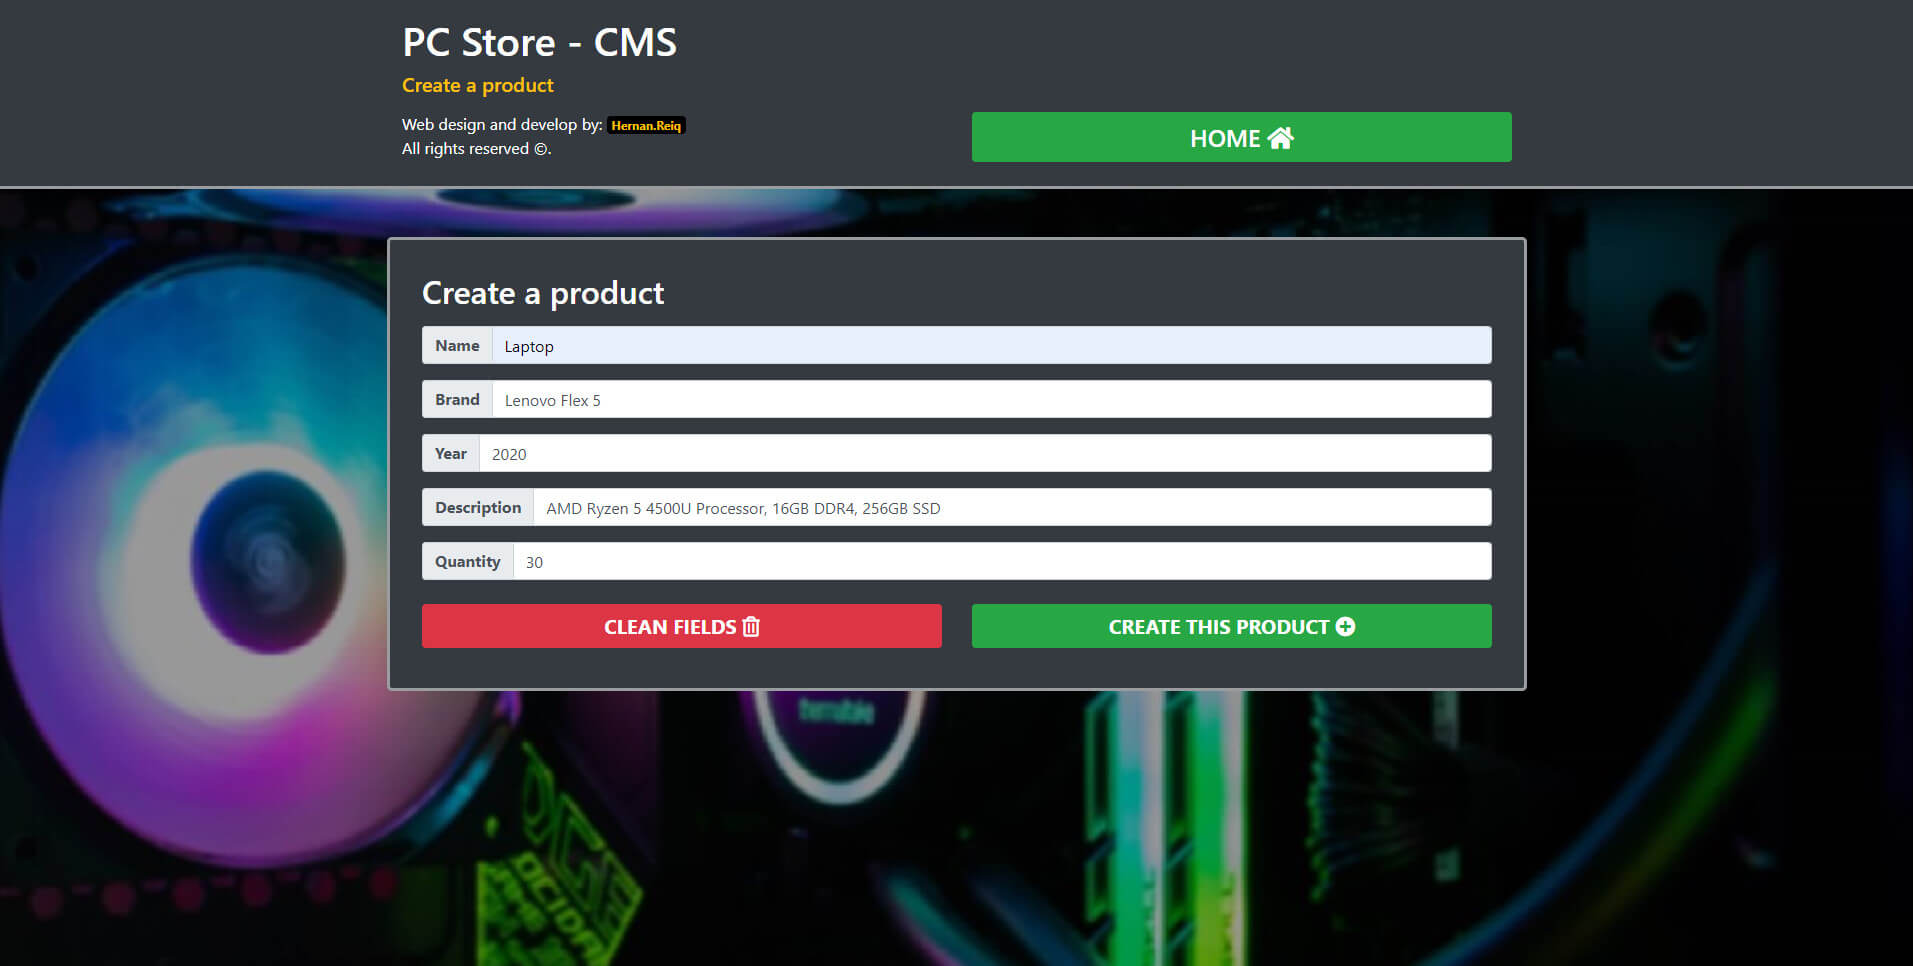 PC Store - CMS
Create a product
Web design and develop by: Hernan.Reiq
All rights reserved ©.
HOME
Create a product
Name Laptop
Brand Lenovo Flex 5
Year 2020
Description AMD Ryzen 5 4500U Processor, 16GB DDR4, 256GB SSD
Quantity 30
CLEAN FIELDS
CREATE THIS PRODUCT